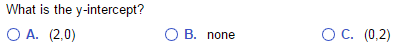 What is the y-intercept?
A. (2,0) B. none C. (0,2)